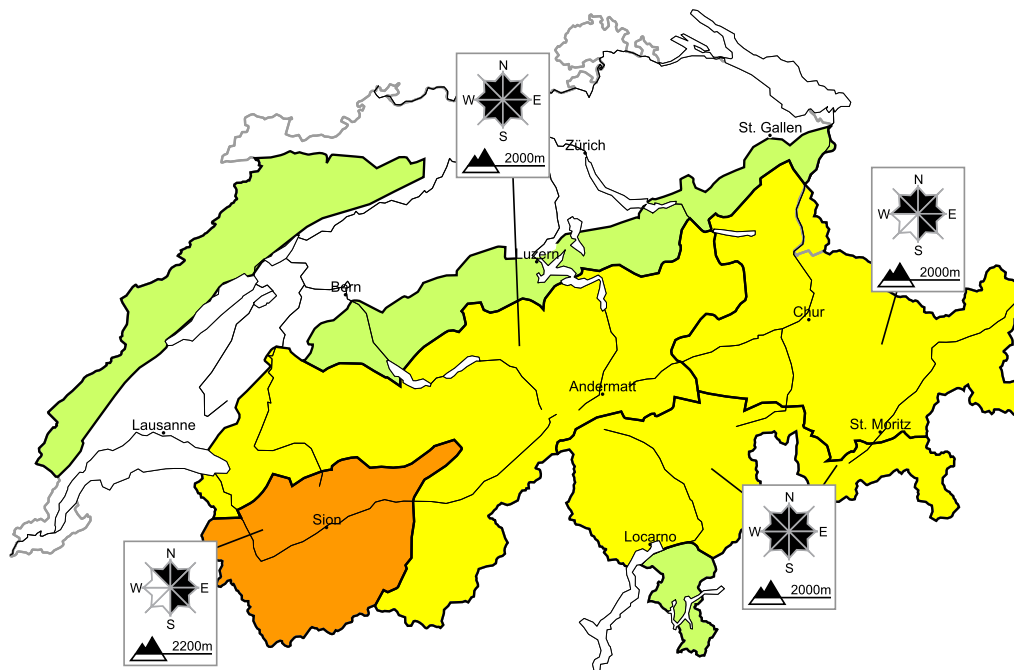 N
W E
S
2000m
St. Gallen
Zürich
N
W E
S
2000m
Luzern
Bern
Chur
Andermatt
Lausanne
St. Moritz
N
W E
S
2000m
Sion
Locarno
N
W E
S
2200m